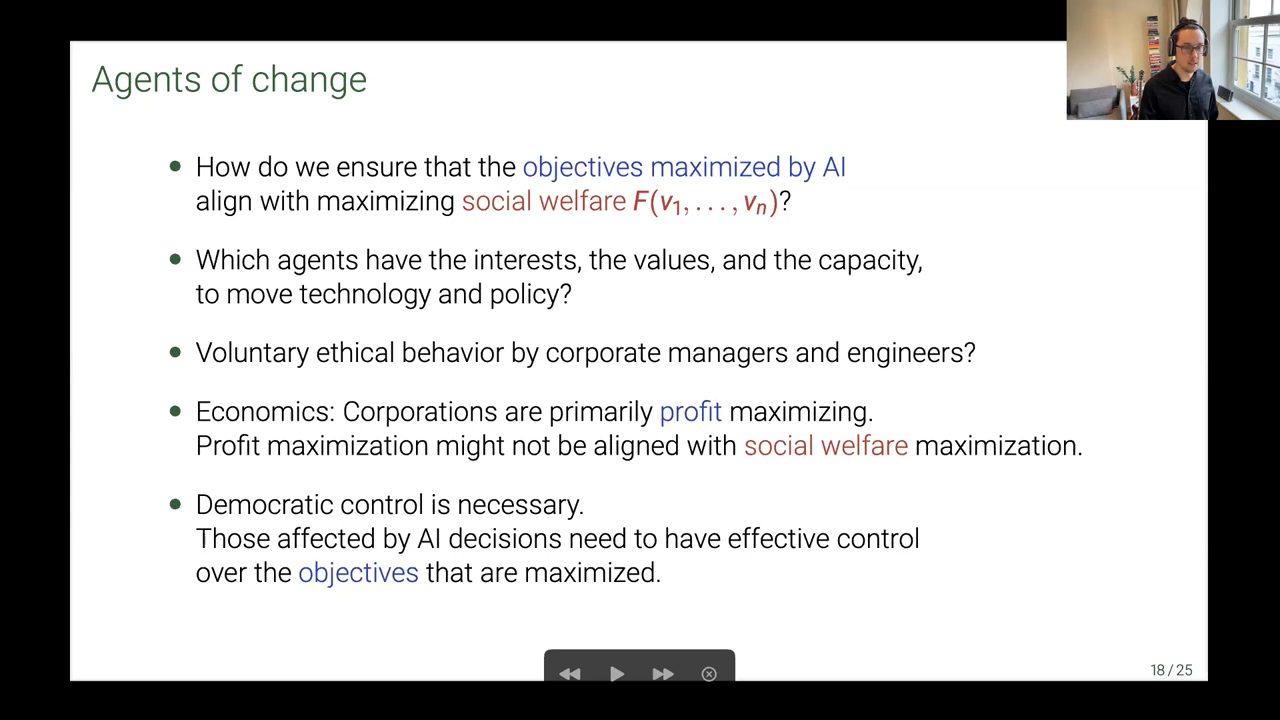 Agents of change
• How do we ensure that the objectives maximized by AI
align with maximizing social welfare F(v₁, . . . , vₙ)?
• Which agents have the interests, the values, and the capacity,
to move technology and policy?
• Voluntary ethical behavior by corporate managers and engineers?
• Economics: Corporations are primarily profit maximizing.
Profit maximization might not be aligned with social welfare maximization.
• Democratic control is necessary.
Those affected by AI decisions need to have effective control
over the objectives that are maximized.
18 / 25